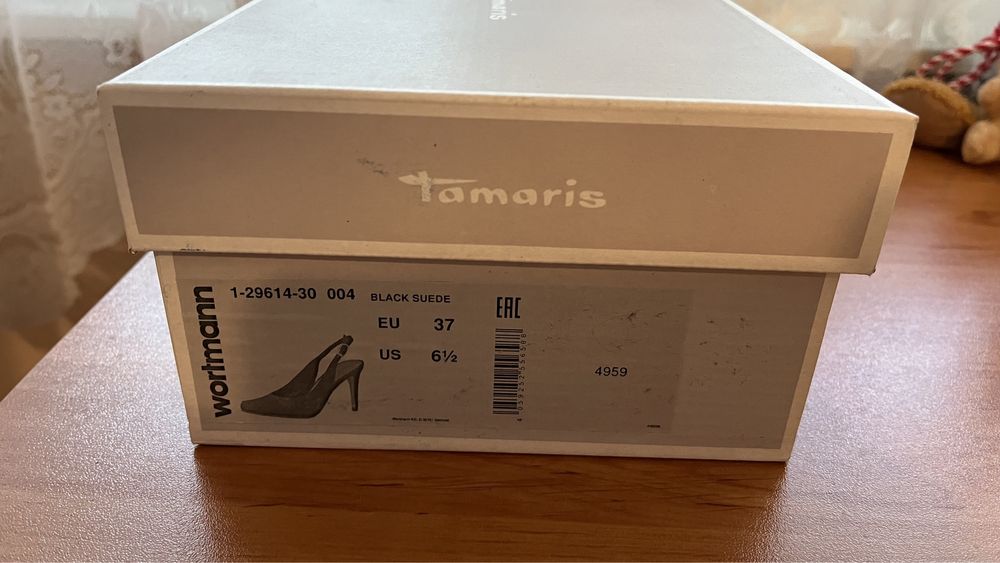 Tamaris
wortmann
1-29614-30 004 BLACK SUEDE
EU 37
US 6½
EAC
4959